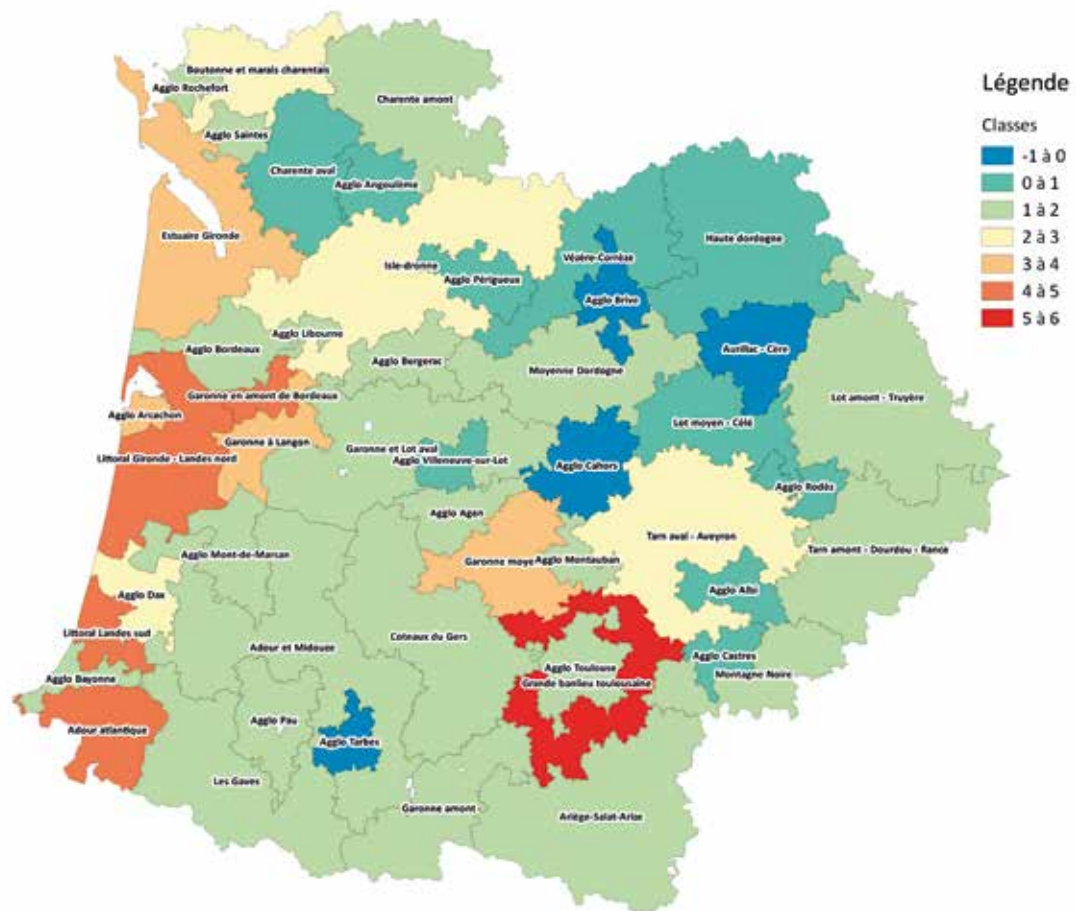 Légende
Classes
-1 à 0
0 à 1
1 à 2
2 à 3
3 à 4
4 à 5
5 à 6
Boutonne et marais charentais
Agglo Rochefort
Charente amont
Agglo Saintes
Charente aval
Agglo Angoulême
Estuaire Gironde
Haute dordogne
Isle-dronne
Vézère-Corrèze
Agglo Périgueux
Agglo Brive
Agglo Libourne
Agglo Bordeaux
Agglo Bergerac
Aurillac - Cère
Moyenne Dordogne
Garonne en amont de Bordeaux
Lot amont - Truyère
Agglo Arcachon
Lot moyen - Célé
Garonne à Langon
Garonne et Lot aval
Littoral Gironde - Landes nord
Agglo Villeneuve-sur-Lot
Agglo Cahors
Agglo Rodez
Agglo Agen
Tarn aval - Aveyron
Tarn amont - Dourdou - Rance
Agglo Mont-de-Marsan
Garonne moye
Agglo Montauban
Agglo Dax
Agglo Albi
Littoral Landes sud
Coteaux du Gers
Adour et Midouze
Agglo Castres
Agglo Toulouse
Montagne Noire
Agglo Bayonne
Grande banlieu toulousaine
Agglo Pau
Adour atlantique
Agglo Tarbes
Les Gaves
Garonne amont
Ariège-Salat-Arize